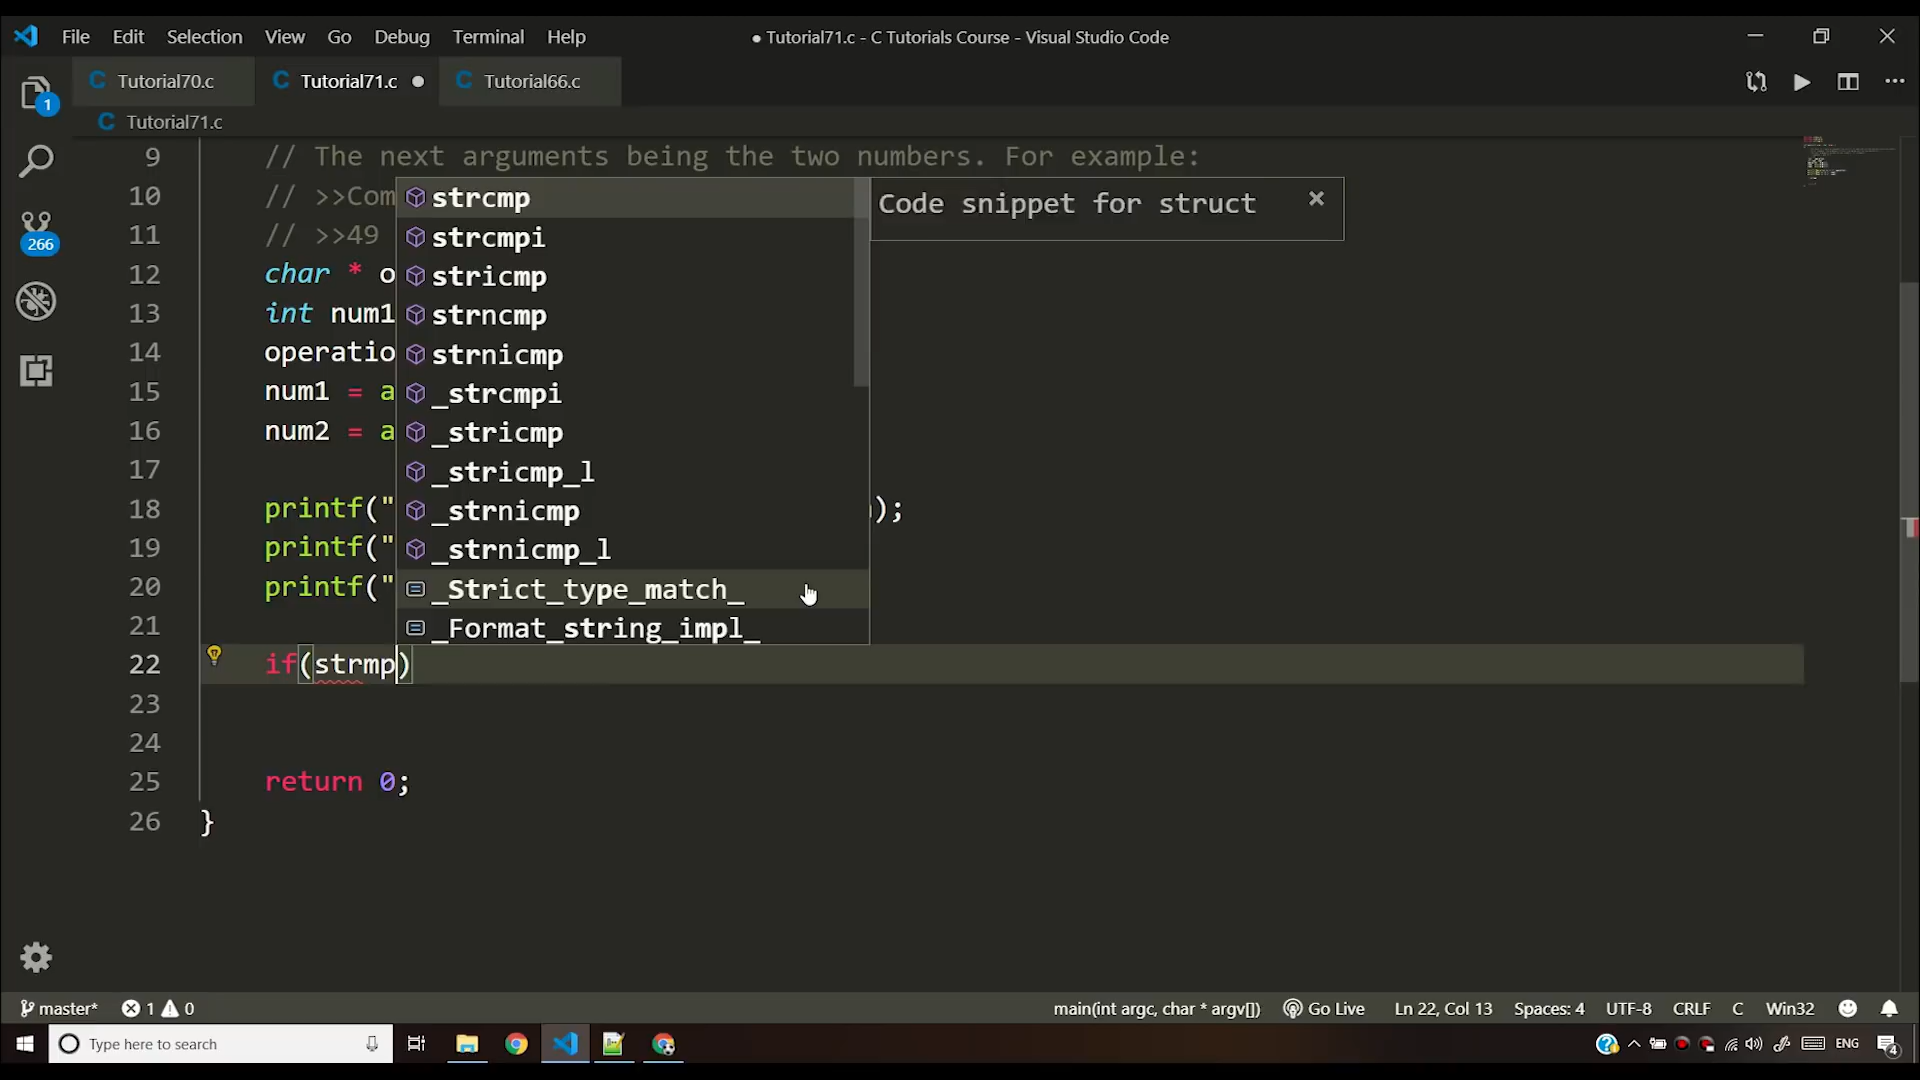 File Edit Selection View Go Debug Terminal Help
● Tutorial71.c - C Tutorials Course - Visual Studio Code
C Tutorial70.c C Tutorial71.c ● C Tutorial66.c
C Tutorial71.c
1
266
9 // The next arguments being the two numbers. For example:
10 // >>Com
11 // >>49
12 char * o
13 int num1
14 operatio
15 num1 = a
16 num2 = a
17
18 printf(" );
19 printf("
20 printf("
21
22 if(strmp)
23
24
25 return 0;
26 }
strcmp
strcmpi
stricmp
strncmp
strnicmp
_strcmpi
_stricmp
_stricmp_l
_strnicmp
_strnicmp_l
_Strict_type_match_
_Format_string_impl_
Code snippet for struct ×
master* 1 0 main(int argc, char * argv[]) Go Live Ln 22, Col 13 Spaces: 4 UTF-8 CRLF C Win32
Type here to search ENG 4